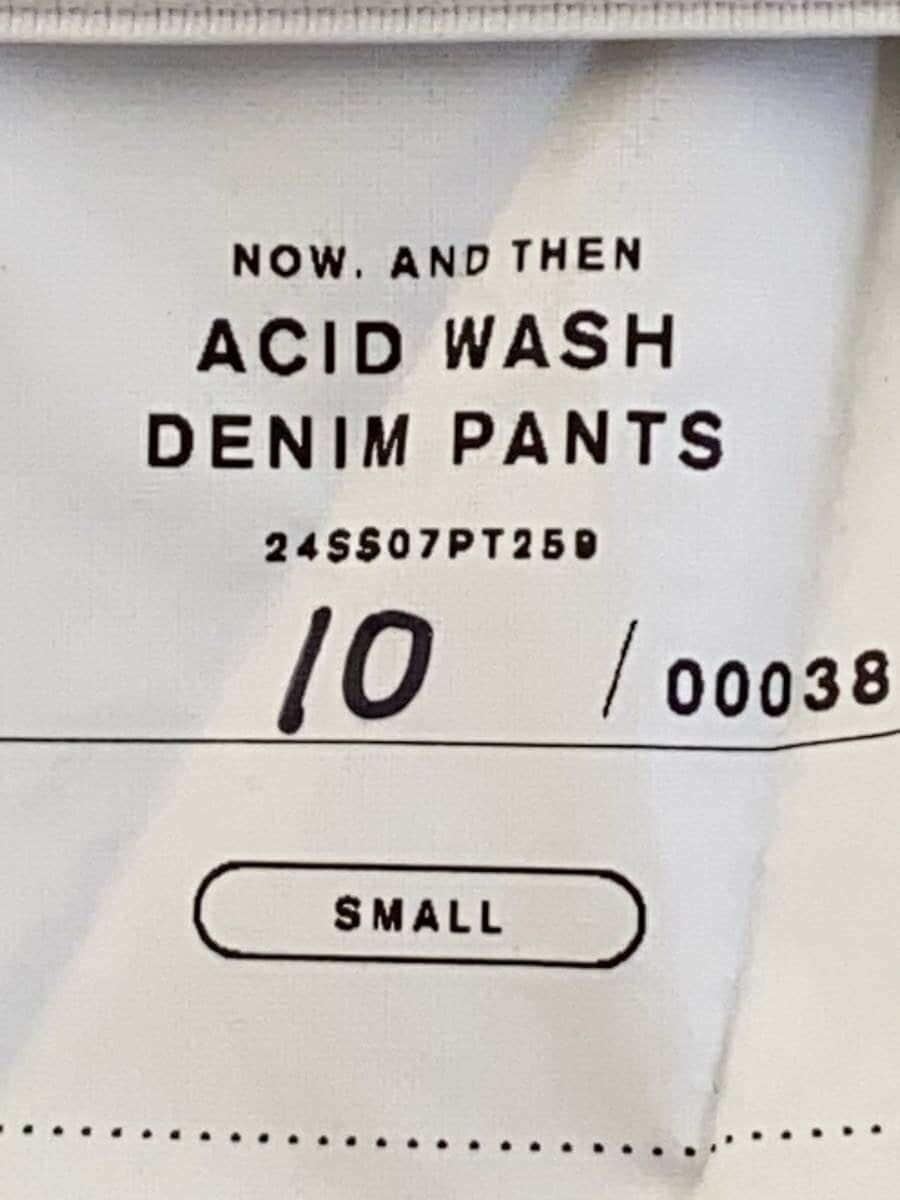 NOW. AND THEN
ACID WASH
DENIM PANTS
24SS07PT259
10 / 00038
SMALL